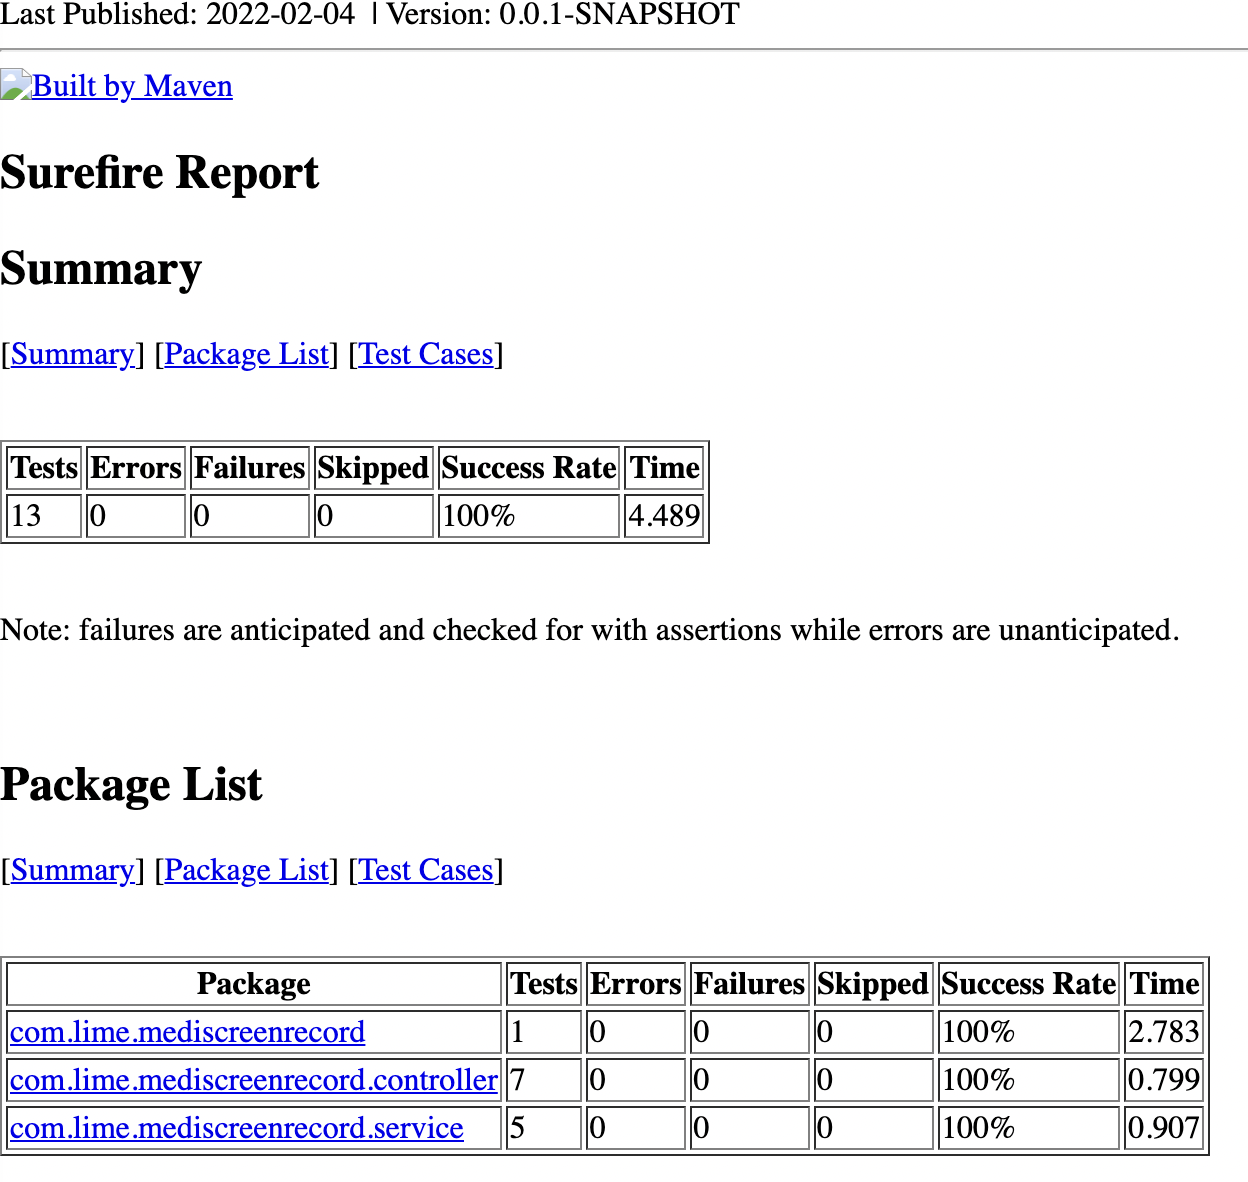 Last Published: 2022-02-04 | Version: 0.0.1-SNAPSHOT
Built by Maven
Surefire Report
Summary
[Summary] [Package List] [Test Cases]
Tests Errors Failures Skipped Success Rate Time
13 0 0 0 100% 4.489
Note: failures are anticipated and checked for with assertions while errors are unanticipated.
Package List
[Summary] [Package List] [Test Cases]
Package Tests Errors Failures Skipped Success Rate Time
com.lime.mediscreenrecord 1 0 0 0 100% 2.783
com.lime.mediscreenrecord.controller 7 0 0 0 100% 0.799
com.lime.mediscreenrecord.service 5 0 0 0 100% 0.907